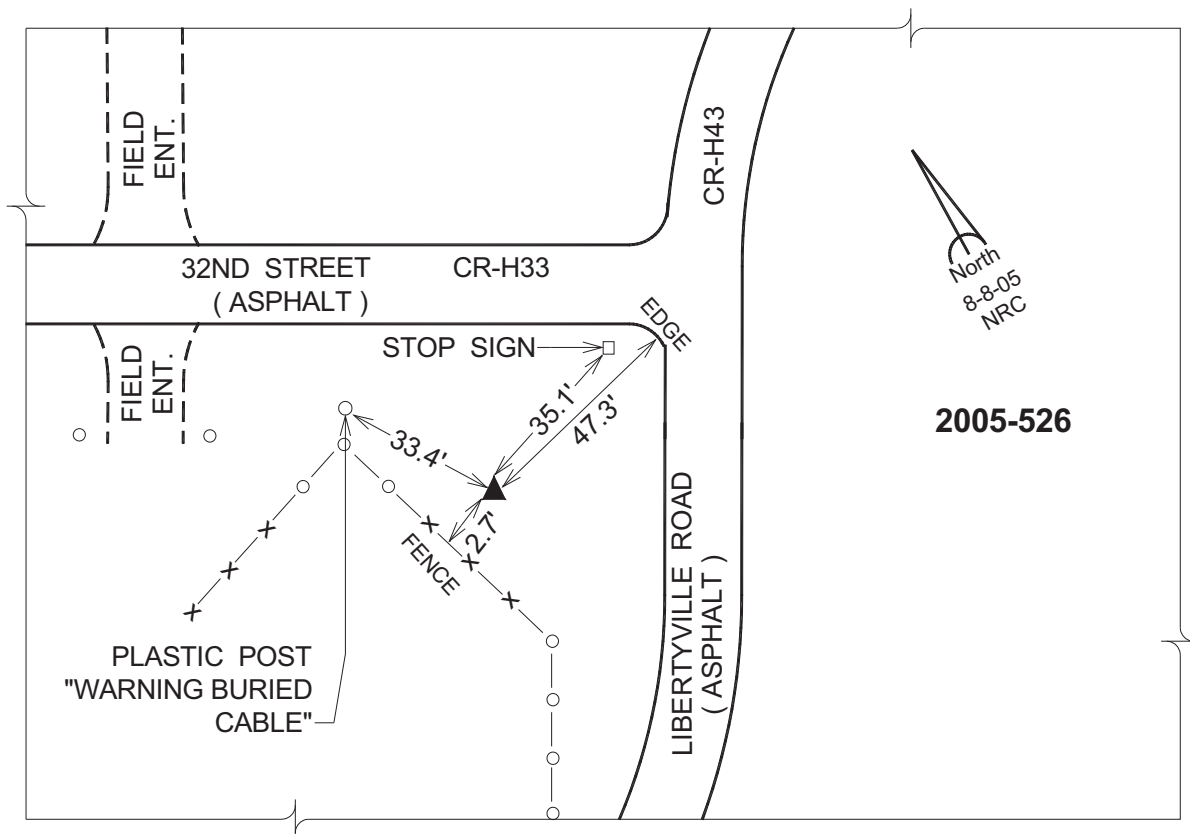 FIELD
ENT.
CR-H43
32ND STREET CR-H33
( ASPHALT )
North
8-8-05
NRC
EDGE
STOP SIGN
FIELD
ENT.
35.1'
47.3'
33.4'
2005-526
2.7'
FENCE
LIBERTYVILLE ROAD
( ASPHALT )
PLASTIC POST
"WARNING BURIED
CABLE"